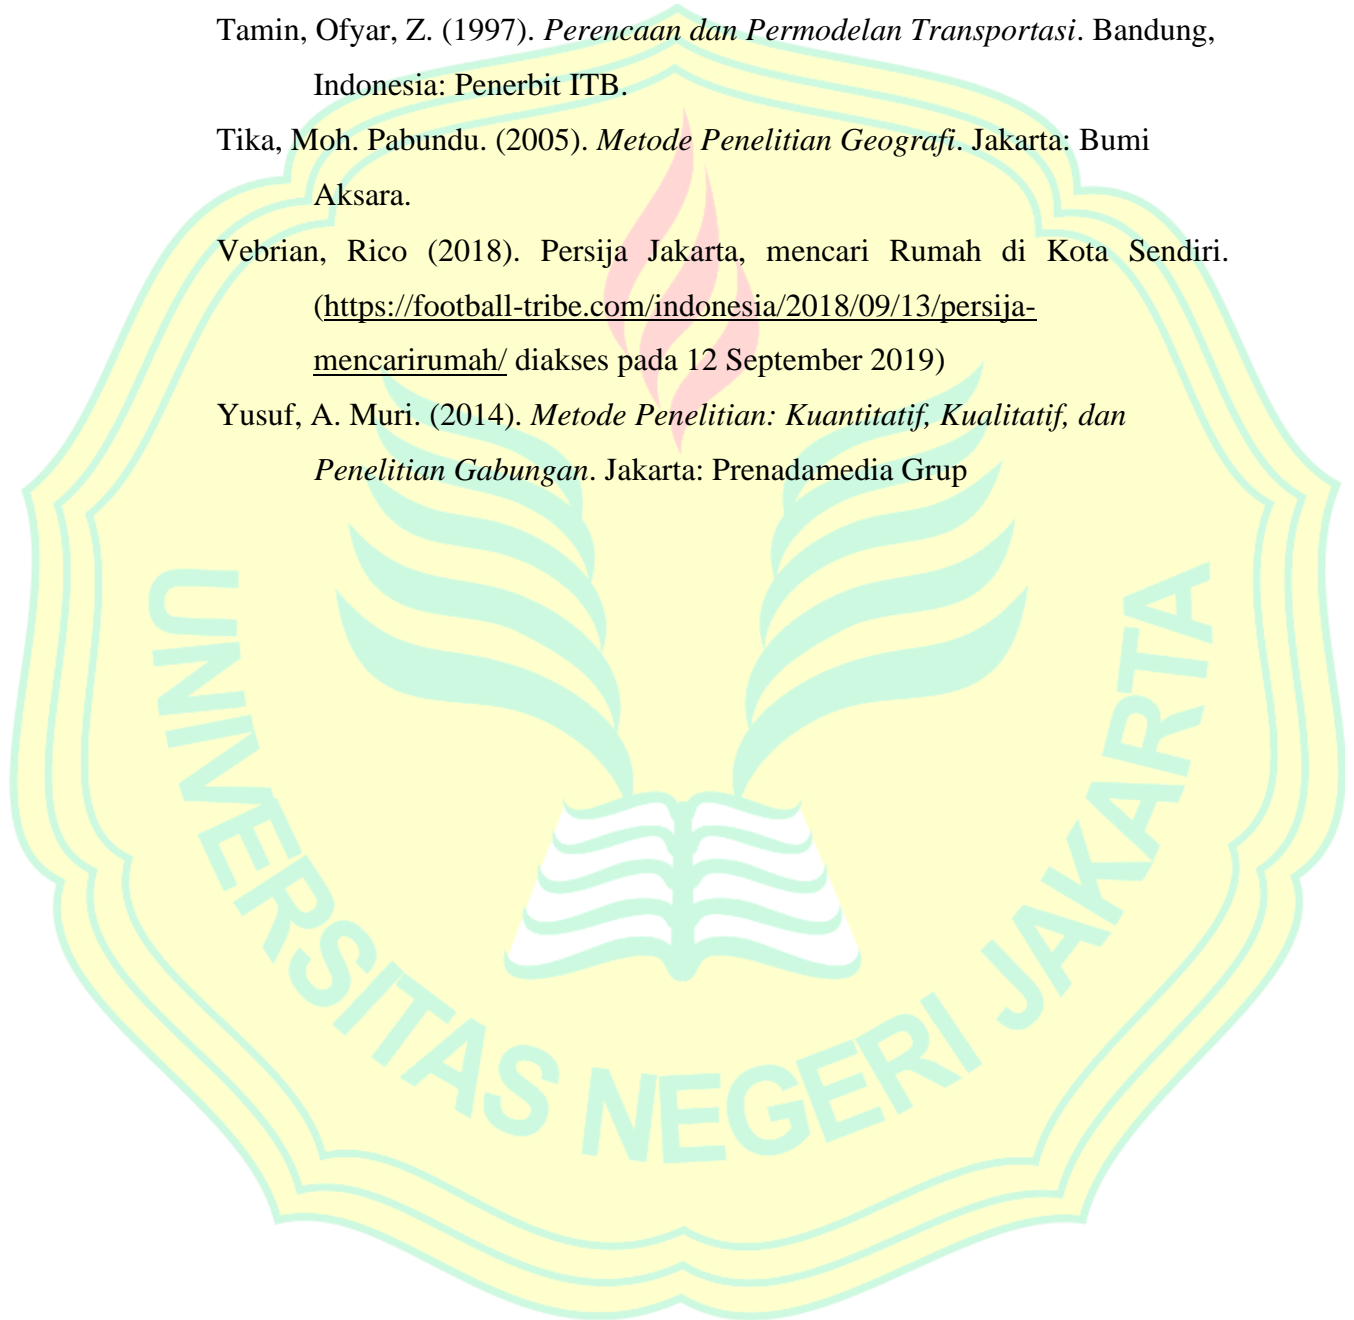 Tamin, Ofyar, Z. (1997). Perencaan dan Permodelan Transportasi. Bandung,
Indonesia: Penerbit ITB.
Tika, Moh. Pabundu. (2005). Metode Penelitian Geografi. Jakarta: Bumi
Aksara.
Vebrian, Rico (2018). Persija Jakarta, mencari Rumah di Kota Sendiri.
(https://football-tribe.com/indonesia/2018/09/13/persija-
mencarirumah/ diakses pada 12 September 2019)
Yusuf, A. Muri. (2014). Metode Penelitian: Kuantitatif, Kualitatif, dan
Penelitian Gabungan. Jakarta: Prenadamedia Grup
UNIVERSITAS NEGERI JAKARTA